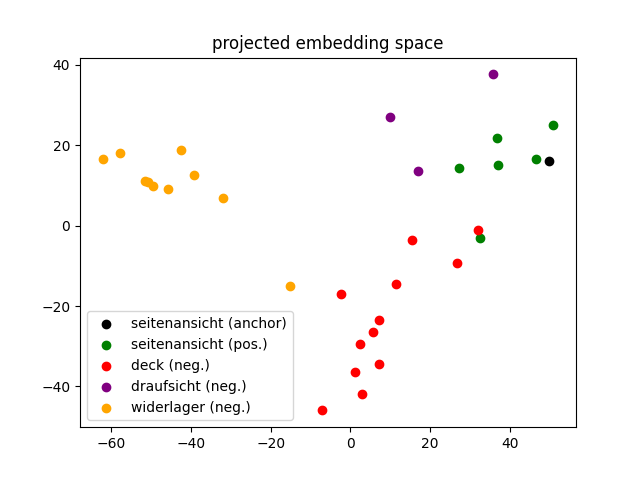 projected embedding space
40
20
0
−20
−40
seitenansicht (anchor)
seitenansicht (pos.)
deck (neg.)
draufsicht (neg.)
widerlager (neg.)
−60 −40 −20 0 20 40